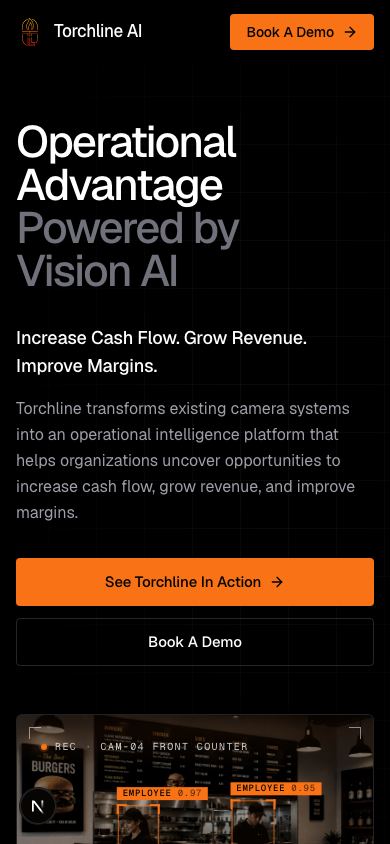 Torchline AI
Book A Demo
Operational
Advantage
Powered by
Vision AI
Increase Cash Flow. Grow Revenue.
Improve Margins.
Torchline transforms existing camera systems
into an operational intelligence platform that
helps organizations uncover opportunities to
increase cash flow, grow revenue, and improve
margins.
See Torchline In Action
Book A Demo
REC · CAM-04 FRONT COUNTER
BURGERS
EMPLOYEE 0.97
EMPLOYEE 0.95
N